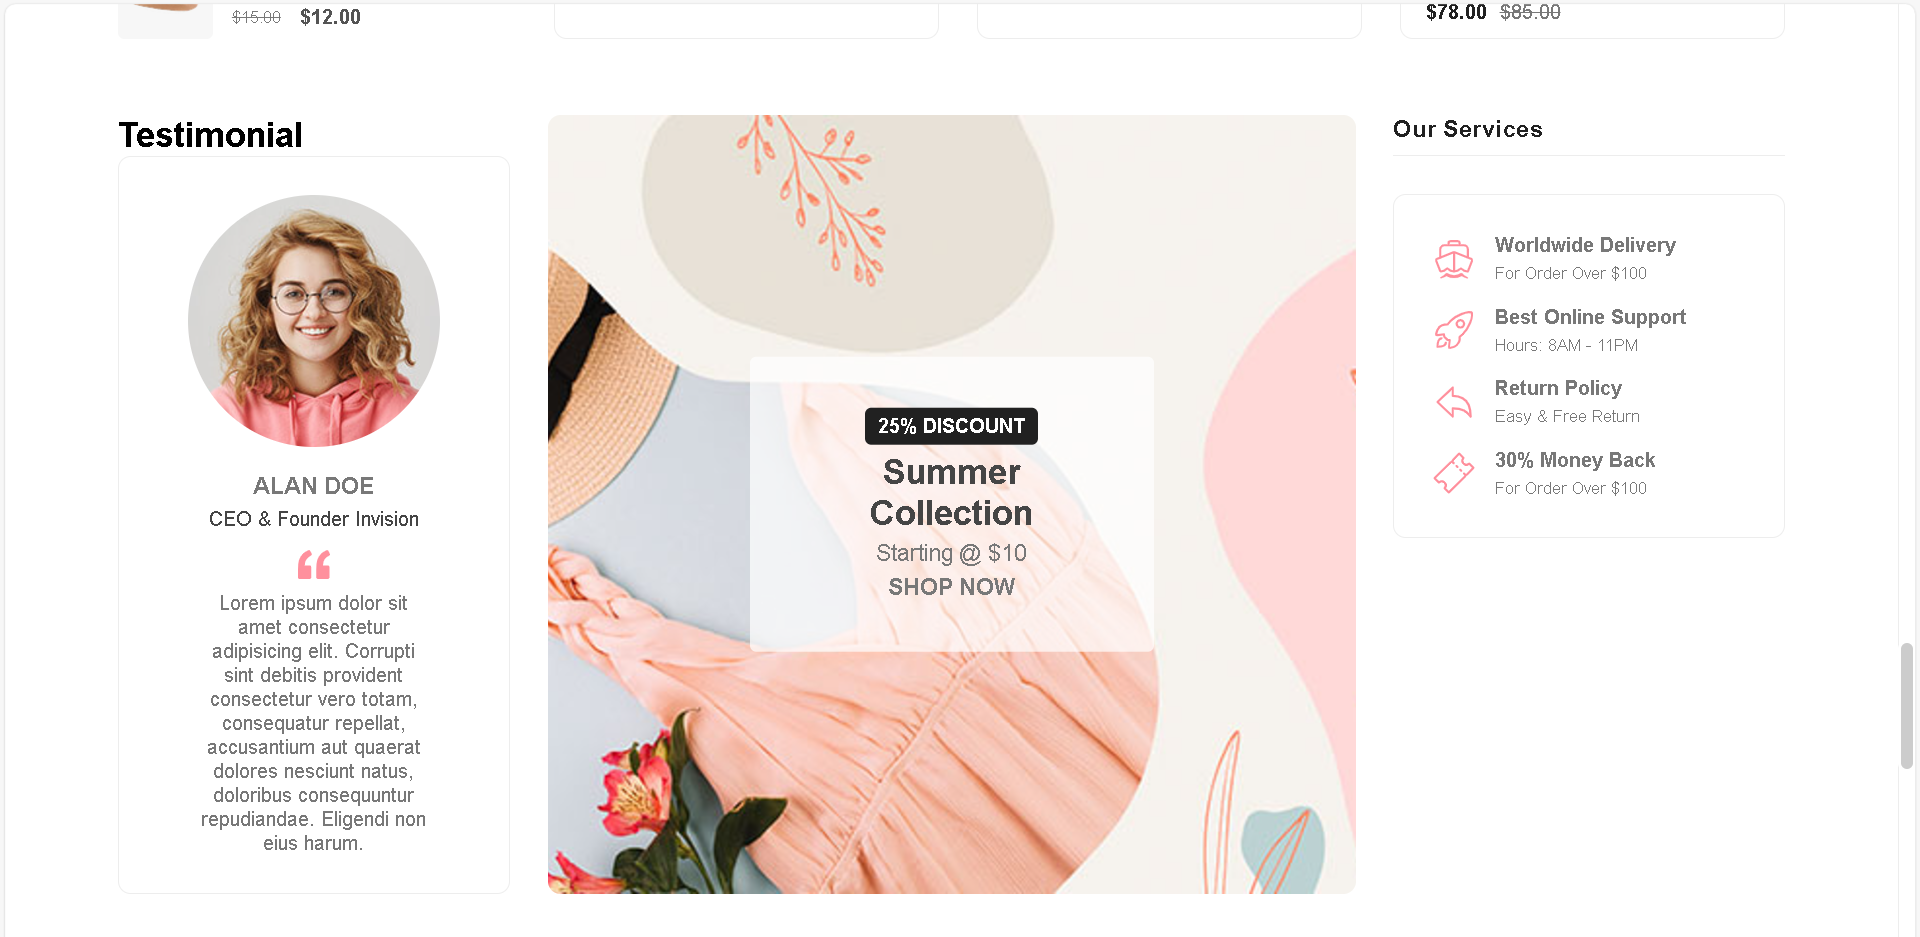 $15.00 $12.00
$78.00 $85.00
Testimonial
ALAN DOE
CEO & Founder Invision
Lorem ipsum dolor sit
amet consectetur
adipisicing elit. Corrupti
sint debitis provident
consectetur vero totam,
consequatur repellat,
accusantium aut quaerat
dolores nesciunt natus,
doloribus consequuntur
repudiandae. Eligendi non
eius harum.
25% DISCOUNT
Summer
Collection
Starting @ $10
SHOP NOW
Our Services
Worldwide Delivery
For Order Over $100
Best Online Support
Hours: 8AM - 11PM
Return Policy
Easy & Free Return
30% Money Back
For Order Over $100